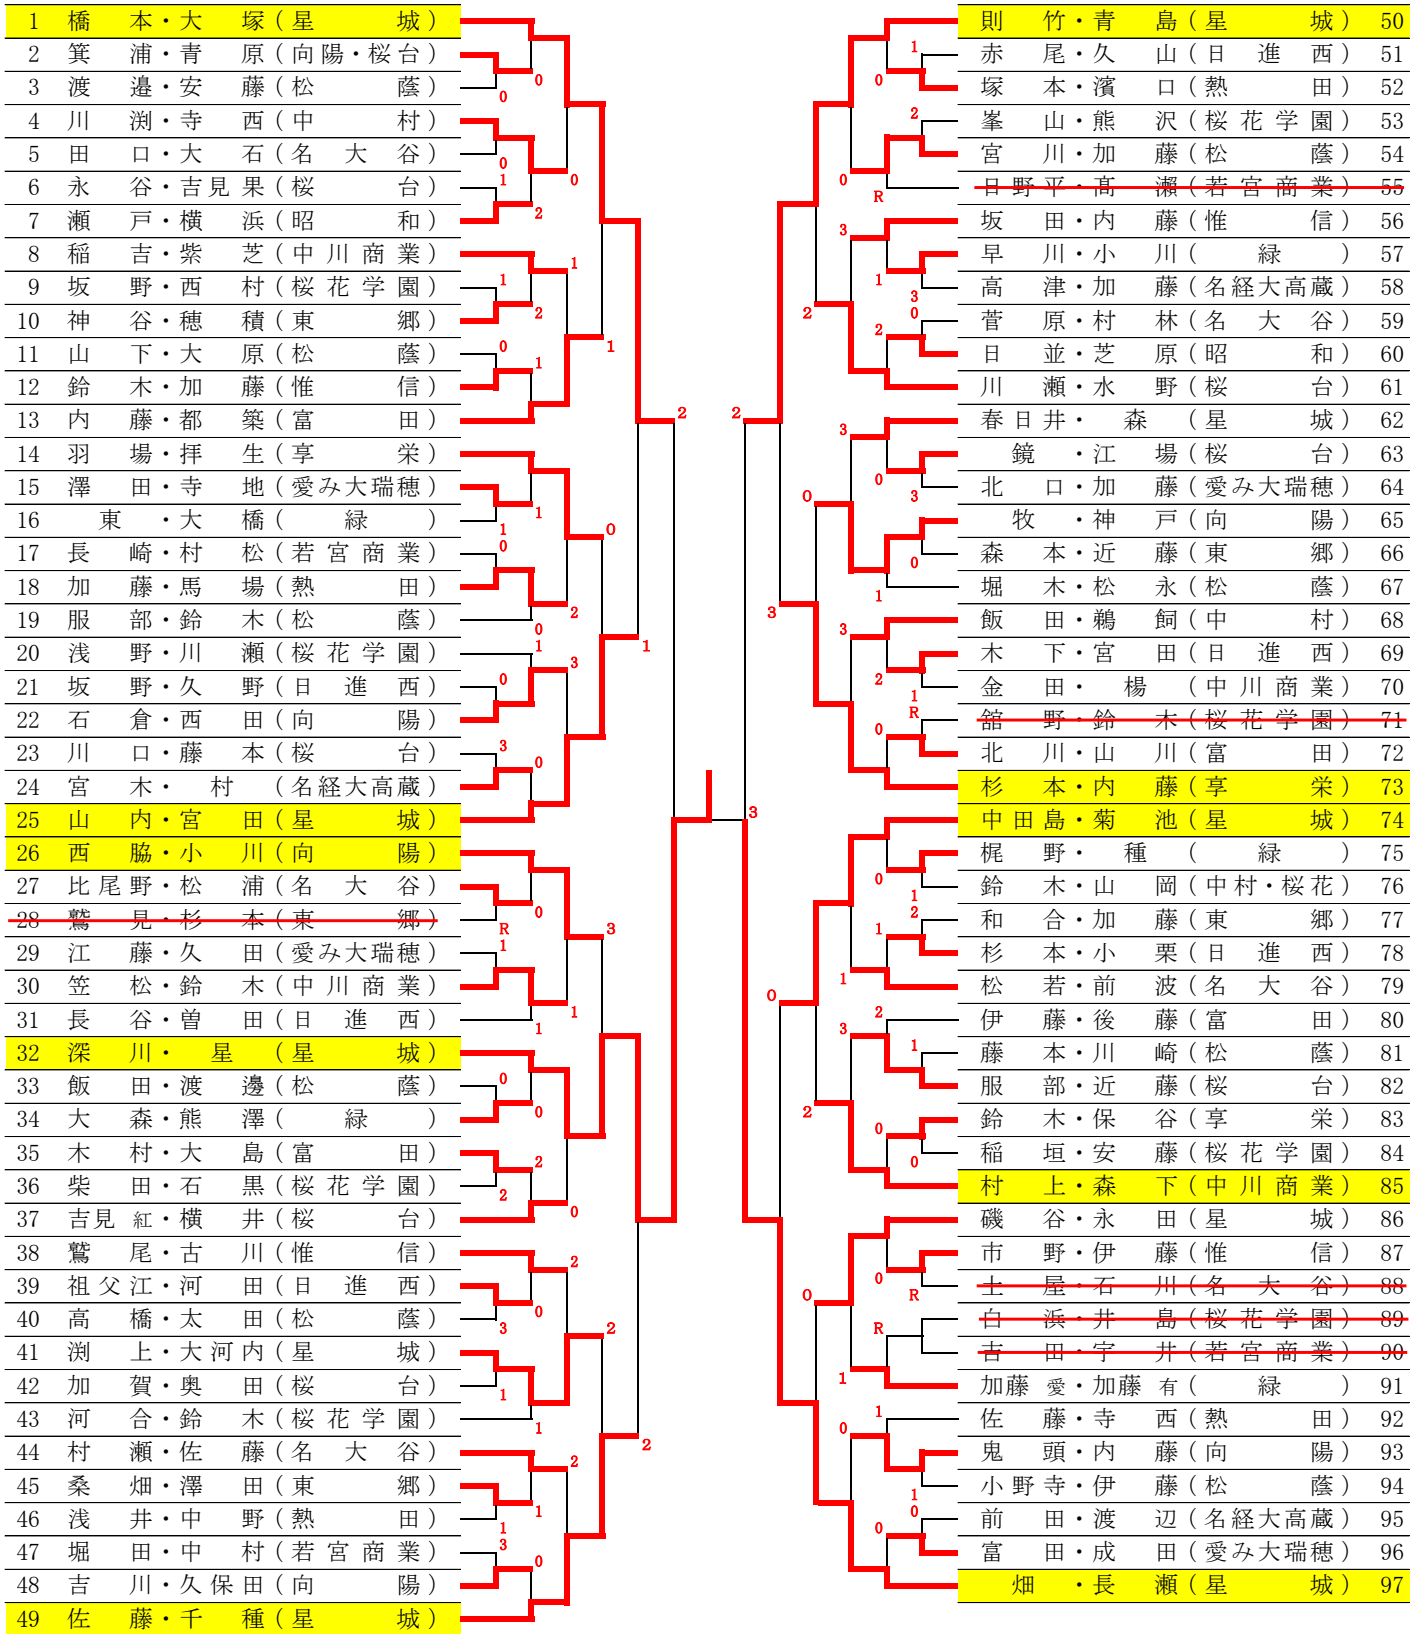 1 橋本・大塚(星城)
2 箕浦・青原(向陽・桜台)
3 渡邉・安藤(松蔭)
4 川渕・寺西(中村)
5 田口・大石(名大谷)
6 永谷・吉見果(桜台)
7 瀬戸・横浜(昭和)
8 稲吉・紫芝(中川商業)
9 坂野・西村(桜花学園)
10 神谷・穂積(東郷)
11 山下・大原(松蔭)
12 鈴木・加藤(惟信)
13 内藤・都築(富田)
14 羽場・拝生(享栄)
15 澤田・寺地(愛み大瑞穂)
16 東・大橋(緑)
17 長崎・村松(若宮商業)
18 加藤・馬場(熱田)
19 服部・鈴木(松蔭)
20 浅野・川瀬(桜花学園)
21 坂野・久野(日進西)
22 石倉・西田(向陽)
23 川口・藤本(桜台)
24 宮木・村(名経大高蔵)
25 山内・宮田(星城)
26 西脇・小川(向陽)
27 比尾野・松浦(名大谷)
28 鷲見・杉本(東郷)
29 江藤・久田(愛み大瑞穂)
30 笠松・鈴木(中川商業)
31 長谷・曽田(日進西)
32 深川・星(星城)
33 飯田・渡邊(松蔭)
34 大森・熊澤(緑)
35 木村・大島(富田)
36 柴田・石黒(桜花学園)
37 吉見紅・横井(桜台)
38 鷲尾・古川(惟信)
39 祖父江・河田(日進西)
40 高橋・太田(松蔭)
41 渕上・大河内(星城)
42 加賀・奥田(桜台)
43 河合・鈴木(桜花学園)
44 村瀬・佐藤(名大谷)
45 桑畑・澤田(東郷)
46 浅井・中野(熱田)
47 堀田・中村(若宮商業)
48 吉川・久保田(向陽)
49 佐藤・千種(星城)
則竹・青島(星城) 50
赤尾・久山(日進西) 51
塚本・濱口(熱田) 52
峯山・熊沢(桜花学園) 53
宮川・加藤(松蔭) 54
日野平・髙瀬(若宮商業) 55
坂田・内藤(惟信) 56
早川・小川(緑) 57
高津・加藤(名経大高蔵) 58
菅原・村林(名大谷) 59
日並・芝原(昭和) 60
川瀬・水野(桜台) 61
春日井・森(星城) 62
鏡・江場(桜台) 63
北口・加藤(愛み大瑞穂) 64
牧・神戸(向陽) 65
森本・近藤(東郷) 66
堀木・松永(松蔭) 67
飯田・鵜飼(中村) 68
木下・宮田(日進西) 69
金田・楊(中川商業) 70
舘野・鈴木(桜花学園) 71
北川・山川(富田) 72
杉本・内藤(享栄) 73
中田島・菊池(星城) 74
梶野・種(緑) 75
鈴木・山岡(中村・桜花) 76
和合・加藤(東郷) 77
杉本・小栗(日進西) 78
松若・前波(名大谷) 79
伊藤・後藤(富田) 80
藤本・川崎(松蔭) 81
服部・近藤(桜台) 82
鈴木・保谷(享栄) 83
稲垣・安藤(桜花学園) 84
村上・森下(中川商業) 85
磯谷・永田(星城) 86
市野・伊藤(惟信) 87
土屋・石川(名大谷) 88
白浜・井島(桜花学園) 89
吉田・宇井(若宮商業) 90
加藤愛・加藤有(緑) 91
佐藤・寺西(熱田) 92
鬼頭・内藤(向陽) 93
小野寺・伊藤(松蔭) 94
前田・渡辺(名経大高蔵) 95
富田・成田(愛み大瑞穂) 96
畑・長瀬(星城) 97